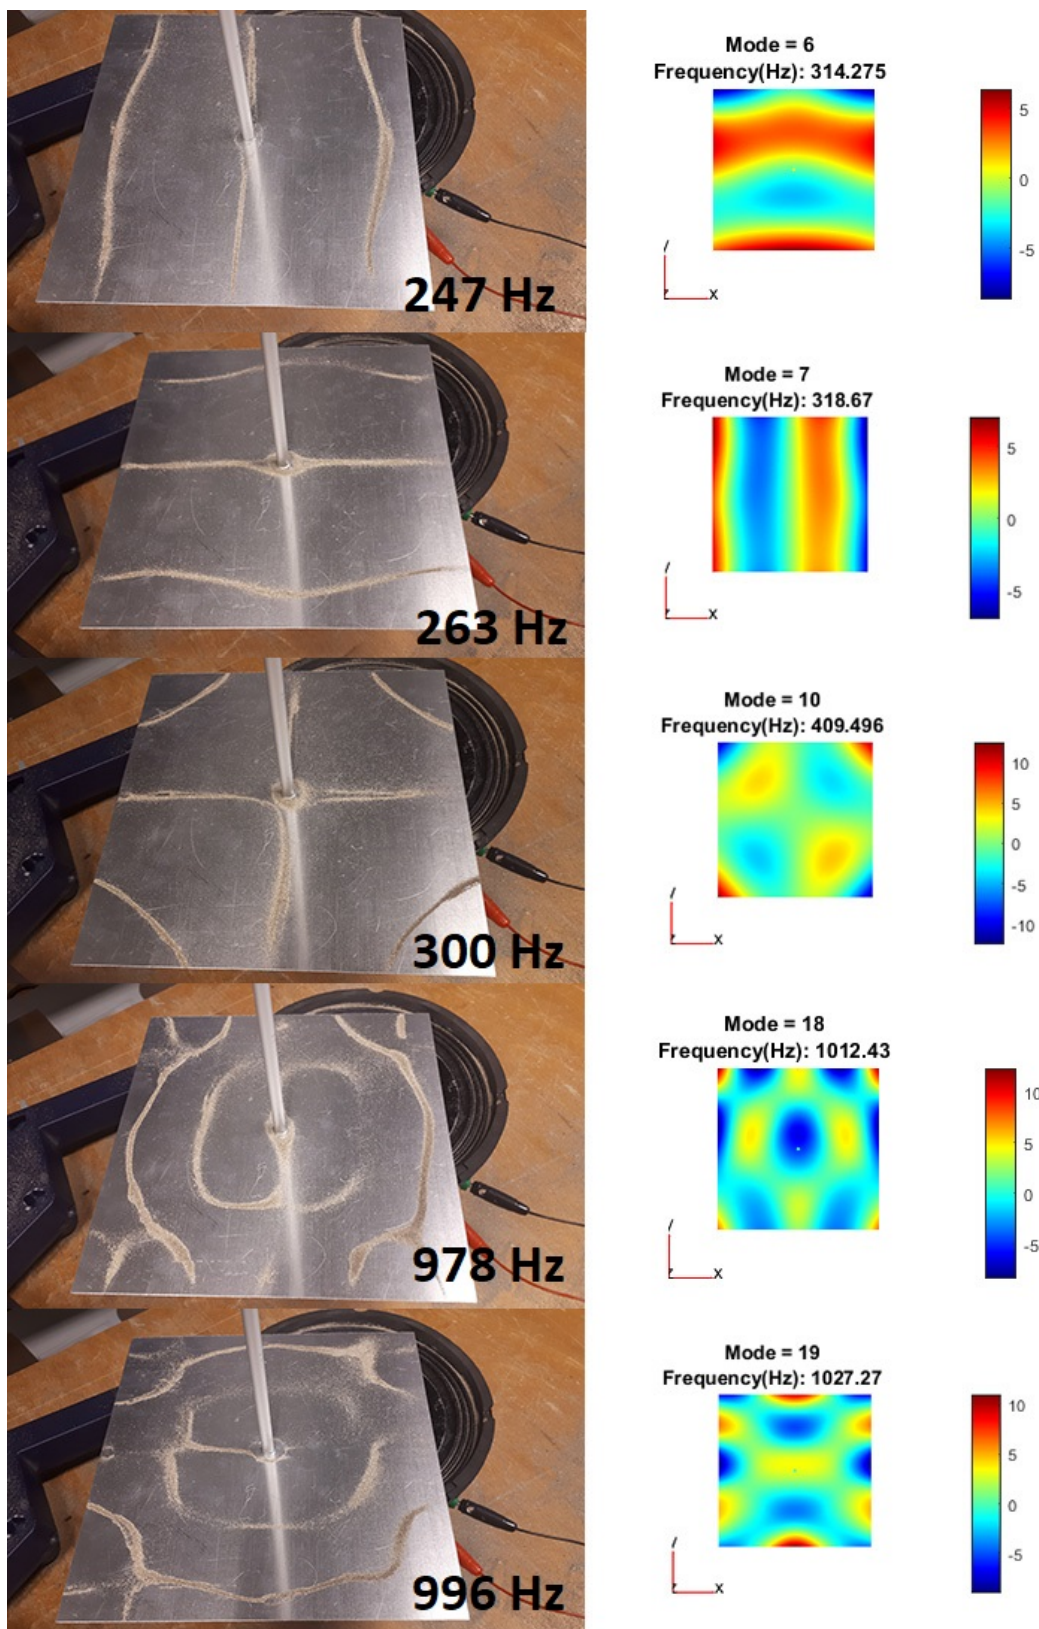 247 Hz
Mode = 6
Frequency(Hz): 314.275
5
0
-5
X
263 Hz
Mode = 7
Frequency(Hz): 318.67
5
0
-5
X
300 Hz
Mode = 10
Frequency(Hz): 409.496
10
5
0
-5
-10
X
978 Hz
Mode = 18
Frequency(Hz): 1012.43
10
5
0
-5
X
996 Hz
Mode = 19
Frequency(Hz): 1027.27
10
5
0
-5
X